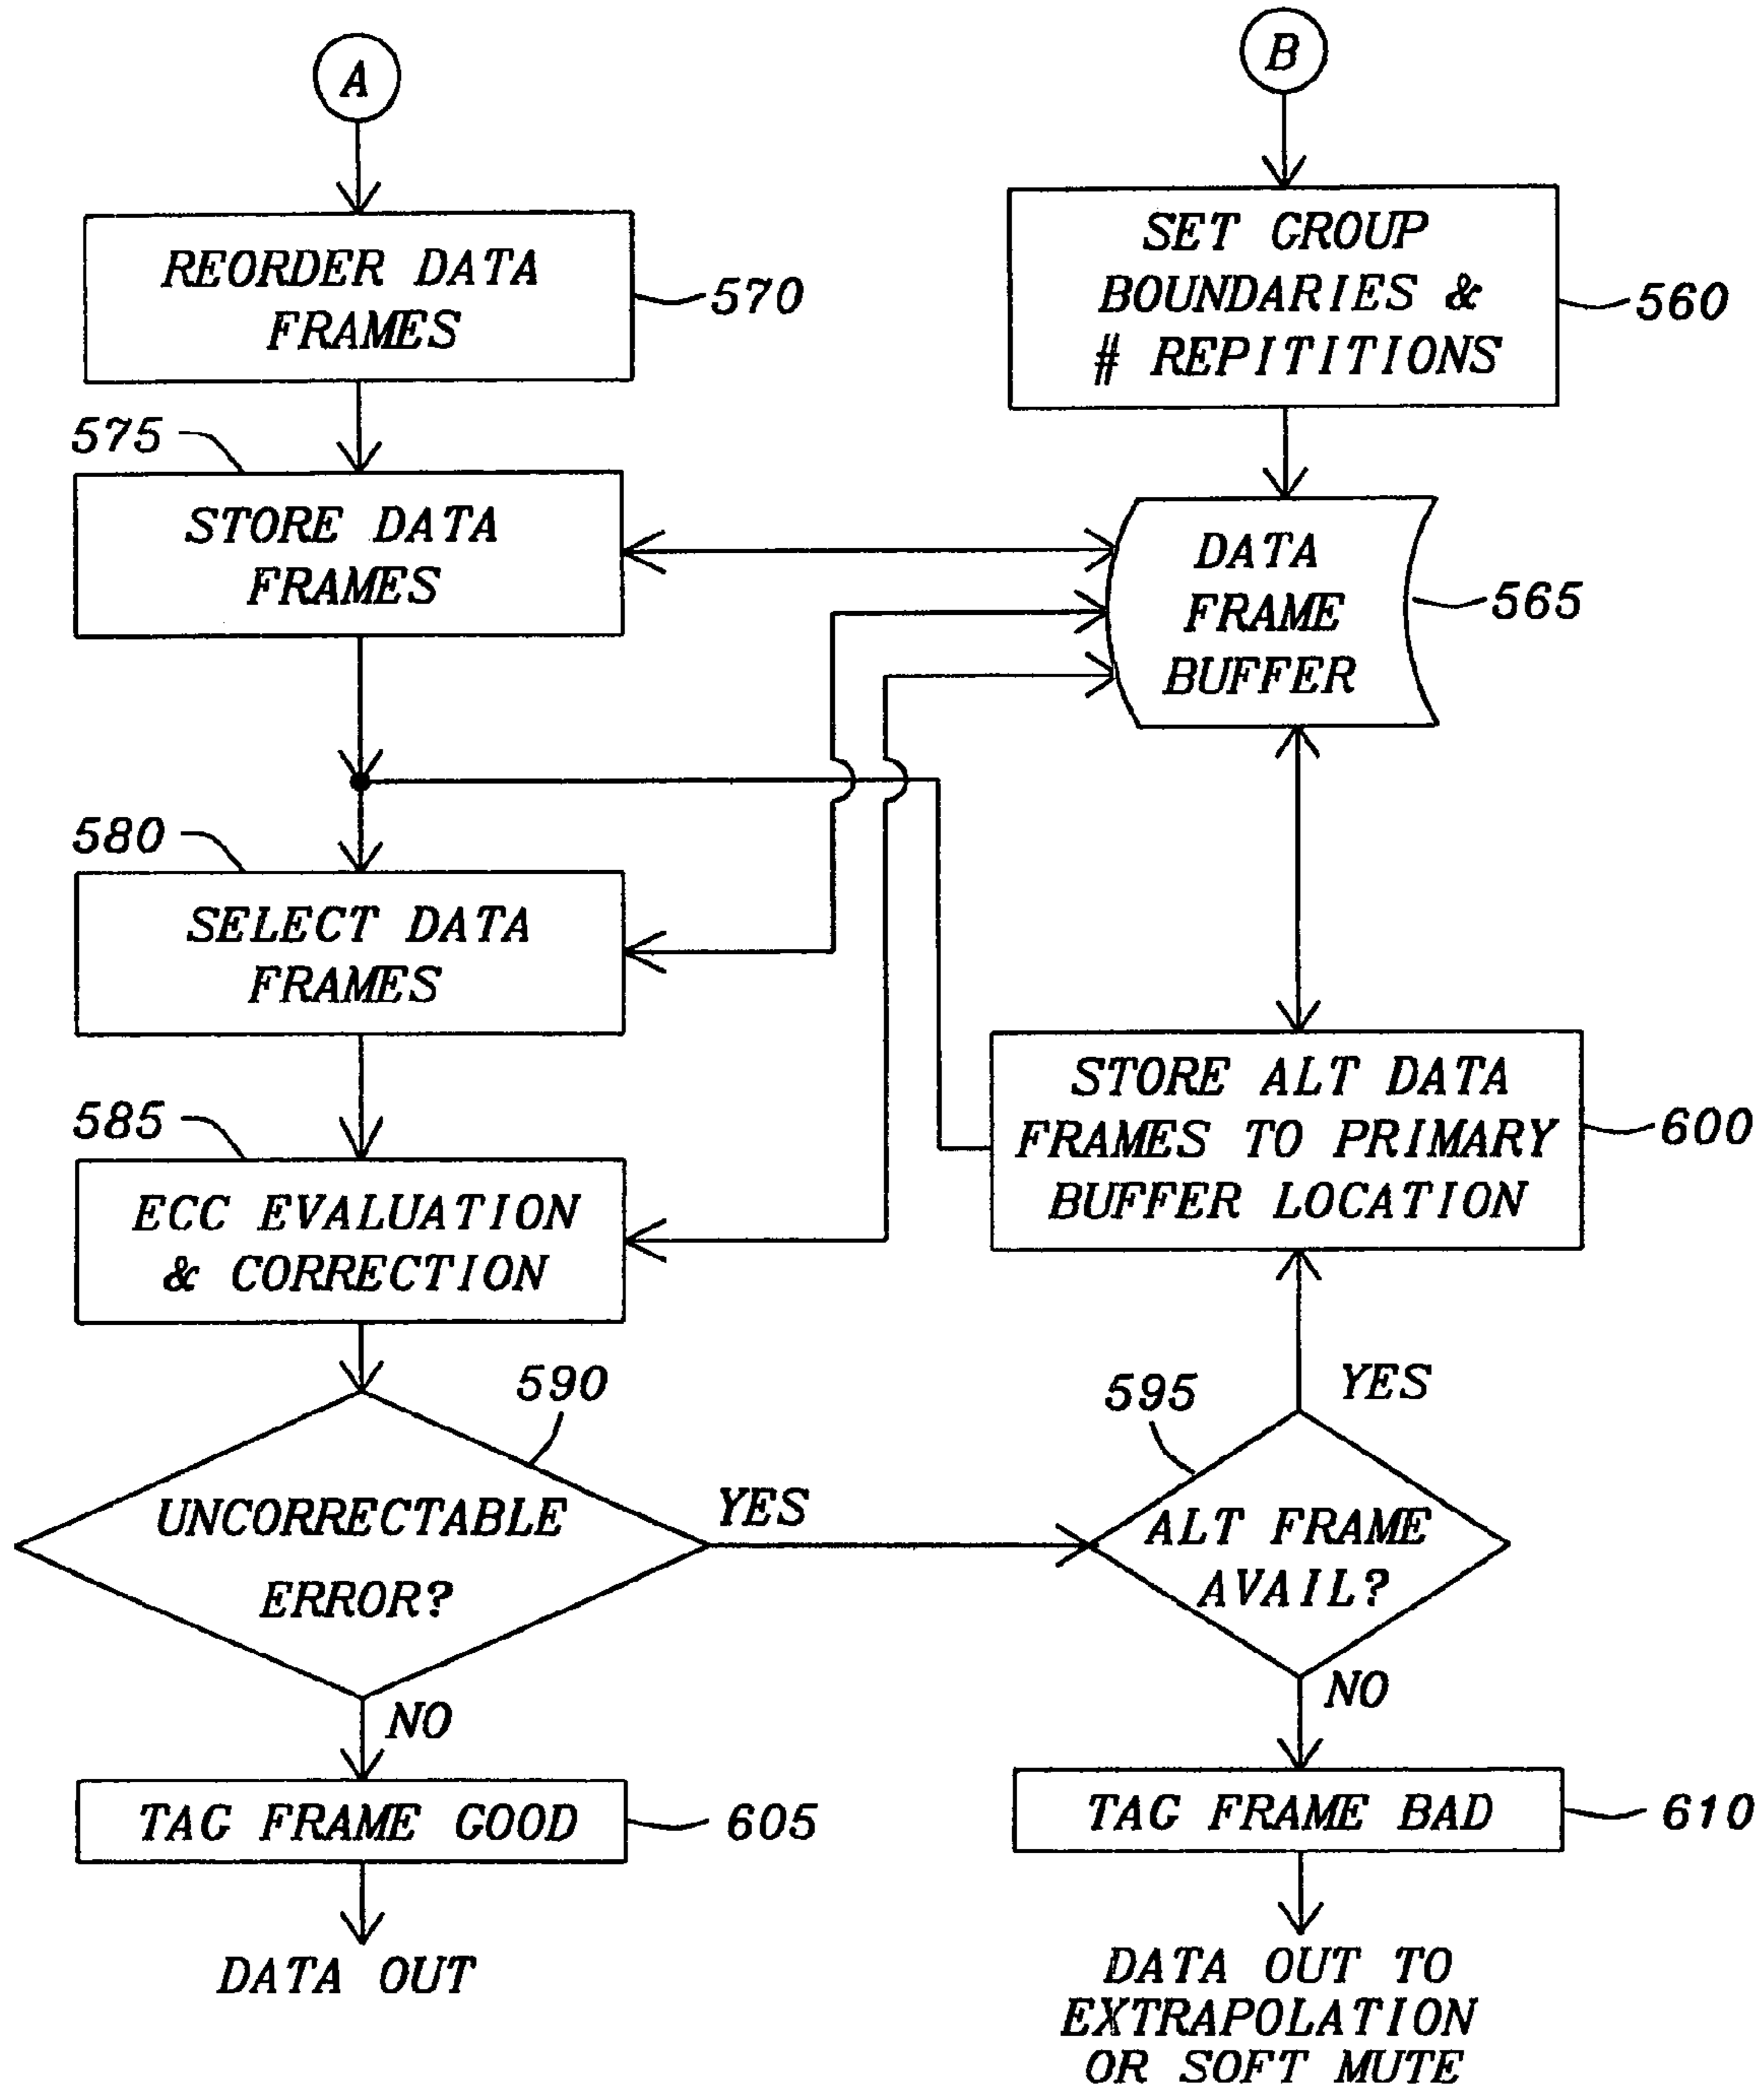 A
B
REORDER DATA
FRAMES
570
SET GROUP
BOUNDARIES &
# REPITITIONS
560
575
STORE DATA
FRAMES
DATA
FRAME
BUFFER
565
580
SELECT DATA
FRAMES
585
ECC EVALUATION
& CORRECTION
STORE ALT DATA
FRAMES TO PRIMARY
BUFFER LOCATION
600
590
UNCORRECTABLE
ERROR?
YES
NO
595
YES
ALT FRAME
AVAIL?
NO
TAG FRAME GOOD
605
TAG FRAME BAD
610
DATA OUT
DATA OUT TO
EXTRAPOLATION
OR SOFT MUTE